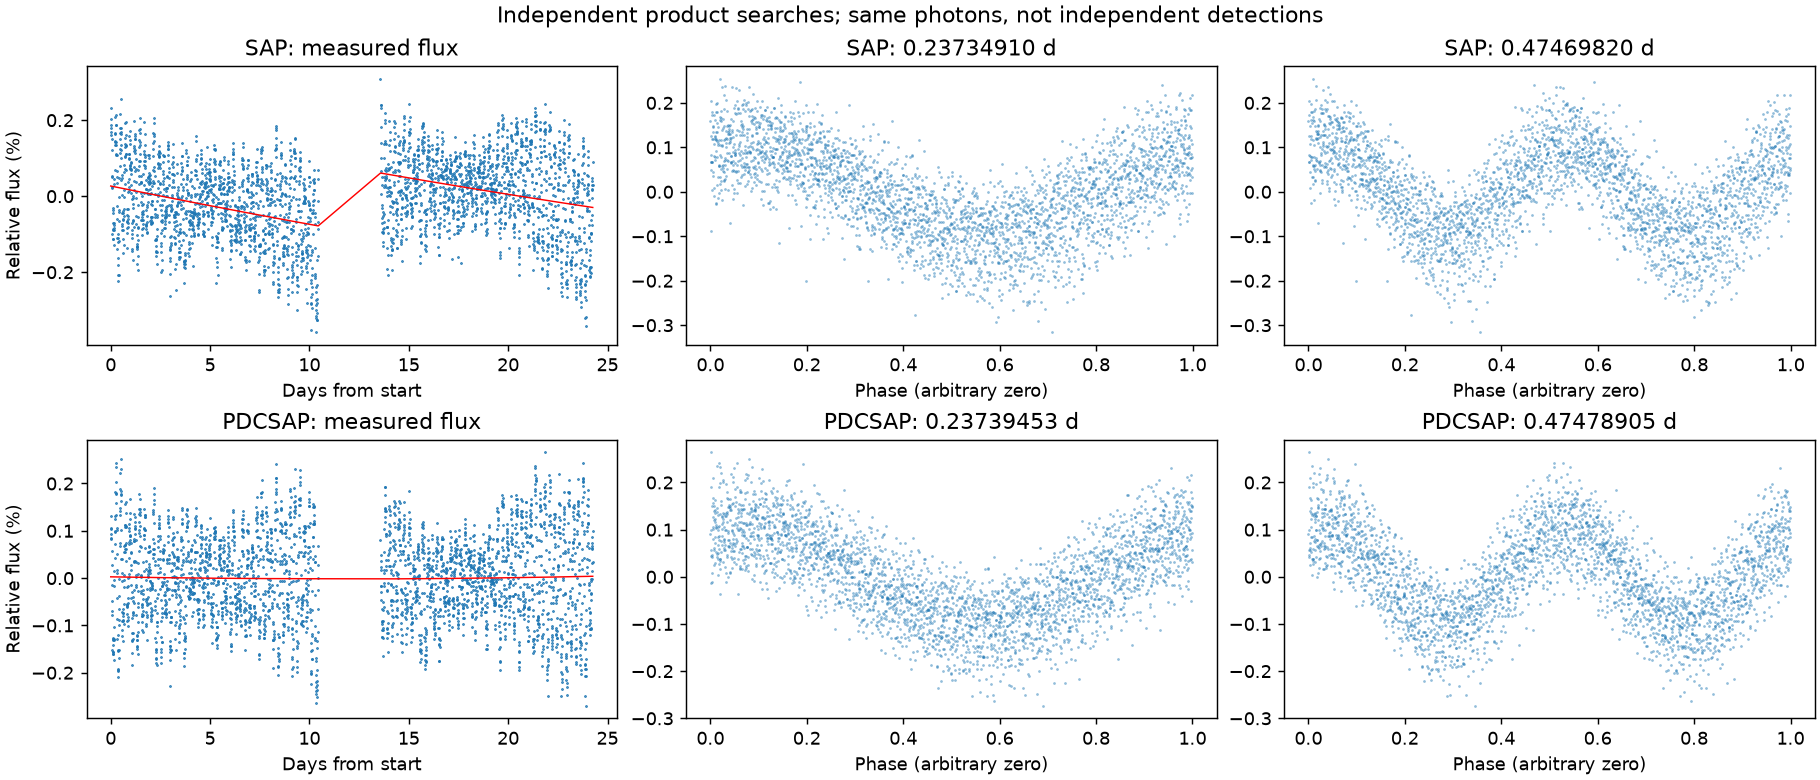 Independent product searches; same photons, not independent detections
SAP: measured flux
Relative flux (%)
0.2
0.0
−0.2
0 5 10 15 20 25
Days from start
SAP: 0.23734910 d
0.2
0.1
0.0
−0.1
−0.2
−0.3
0.0 0.2 0.4 0.6 0.8 1.0
Phase (arbitrary zero)
SAP: 0.47469820 d
0.2
0.1
0.0
−0.1
−0.2
−0.3
0.0 0.2 0.4 0.6 0.8 1.0
Phase (arbitrary zero)
PDCSAP: measured flux
Relative flux (%)
0.2
0.1
0.0
−0.1
−0.2
0 5 10 15 20 25
Days from start
PDCSAP: 0.23739453 d
0.2
0.1
0.0
−0.1
−0.2
−0.3
0.0 0.2 0.4 0.6 0.8 1.0
Phase (arbitrary zero)
PDCSAP: 0.47478905 d
0.2
0.1
0.0
−0.1
−0.2
−0.3
0.0 0.2 0.4 0.6 0.8 1.0
Phase (arbitrary zero)